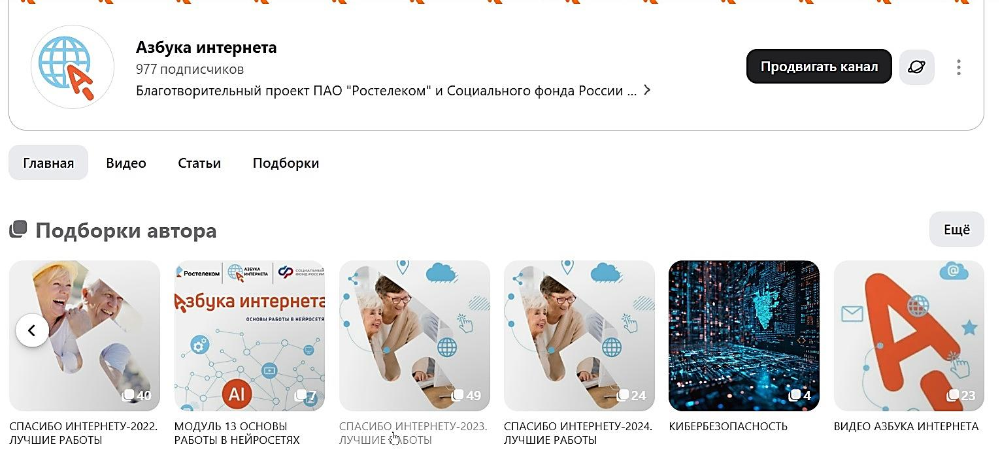 Азбука интернета
977 подписчиков
Благотворительный проект ПАО "Ростелеком" и Социального фонда России ...
Продвигать канал
Главная
Видео
Статьи
Подборки
Подборки автора
Ещё
40
Ростелеком
АЗБУКА
ИНТЕРНЕТА
СОЦИАЛЬНЫЙ
ФОНД РОССИИ
Азбука интернета
ОСНОВЫ РАБОТЫ В НЕЙРОСЕТЯ
AI
7
49
24
4
@
23
СПАСИБО ИНТЕРНЕТУ-2022.
ЛУЧШИЕ РАБОТЫ
МОДУЛЬ 13 ОСНОВЫ
РАБОТЫ В НЕЙРОСЕТЯХ
СПАСИБО ИНТЕРНЕТУ-2023.
ЛУЧШИЕ РАБОТЫ
СПАСИБО ИНТЕРНЕТУ-2024.
ЛУЧШИЕ РАБОТЫ
КИБЕРБЕЗОПАСНОСТЬ
ВИДЕО АЗБУКА ИНТЕРНЕТА